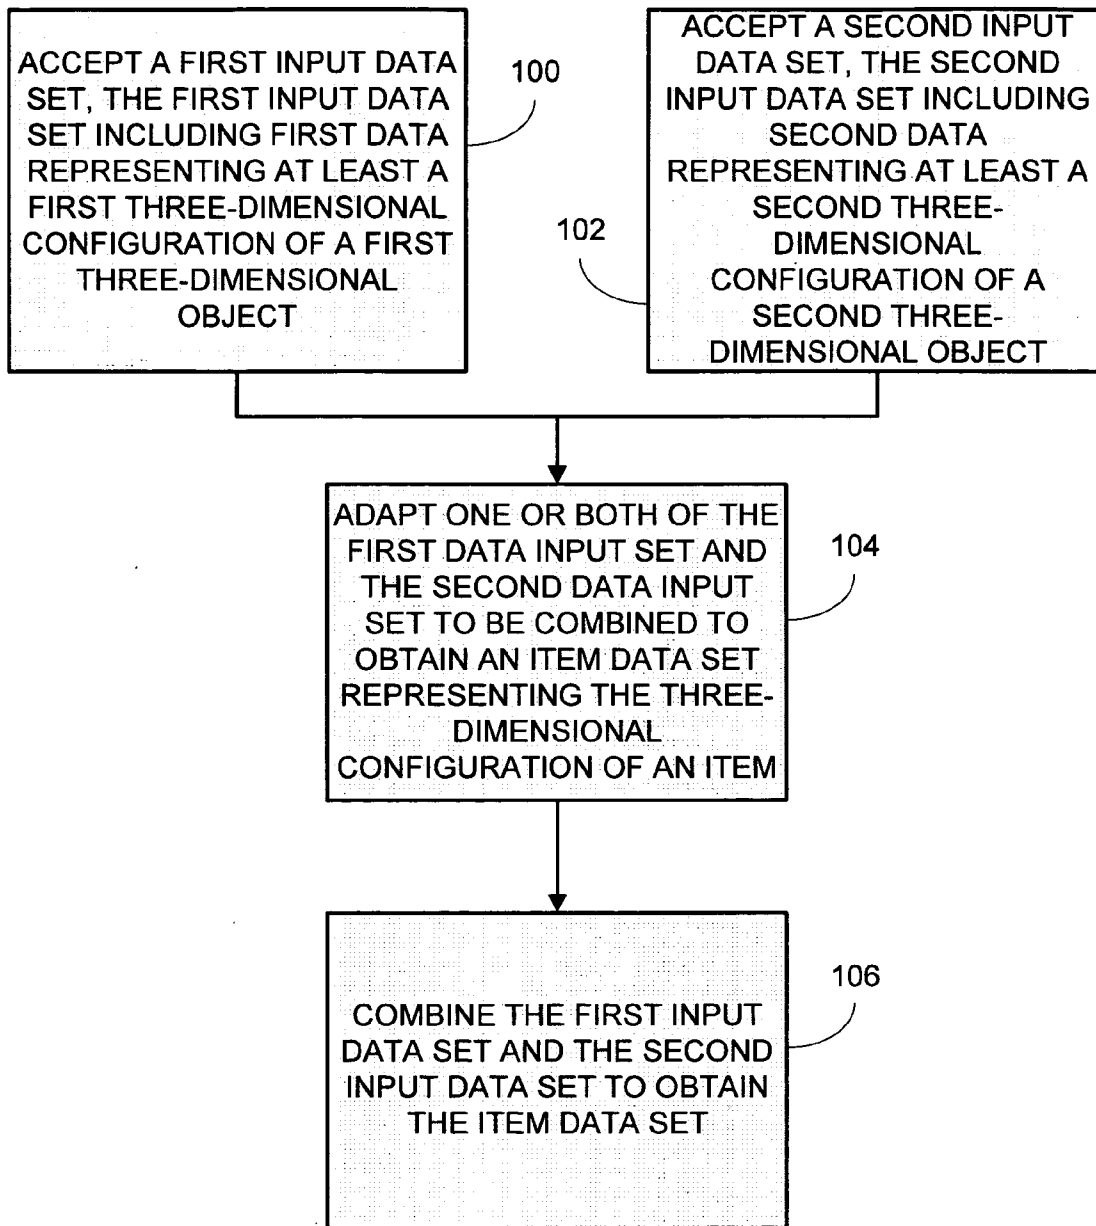 ACCEPT A FIRST INPUT DATA
SET, THE FIRST INPUT DATA
SET INCLUDING FIRST DATA
REPRESENTING AT LEAST A
FIRST THREE-DIMENSIONAL
CONFIGURATION OF A FIRST
THREE-DIMENSIONAL
OBJECT
100
ACCEPT A SECOND INPUT
DATA SET, THE SECOND
INPUT DATA SET INCLUDING
SECOND DATA
REPRESENTING AT LEAST A
SECOND THREE-
DIMENSIONAL
CONFIGURATION OF A
SECOND THREE-
DIMENSIONAL OBJECT
102
ADAPT ONE OR BOTH OF THE
FIRST DATA INPUT SET AND
THE SECOND DATA INPUT
SET TO BE COMBINED TO
OBTAIN AN ITEM DATA SET
REPRESENTING THE THREE-
DIMENSIONAL
CONFIGURATION OF AN ITEM
104
COMBINE THE FIRST INPUT
DATA SET AND THE SECOND
INPUT DATA SET TO OBTAIN
THE ITEM DATA SET
106